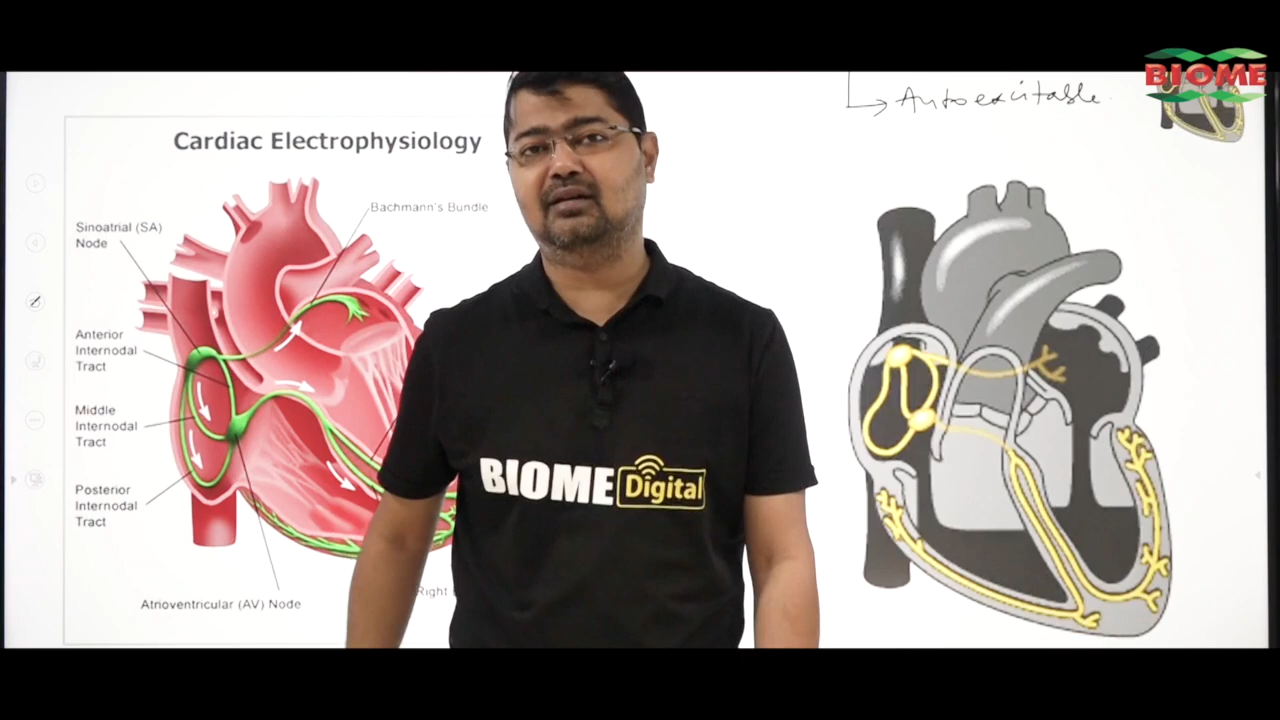 BIOME
Autoexcitable
Cardiac Electrophysiology
Bachmann's Bundle
Sinoatrial (SA)
Node
Anterior
Internodal
Tract
Middle
Internodal
Tract
Posterior
Internodal
Tract
Atrioventricular (AV) Node
Right
BIOME Digital